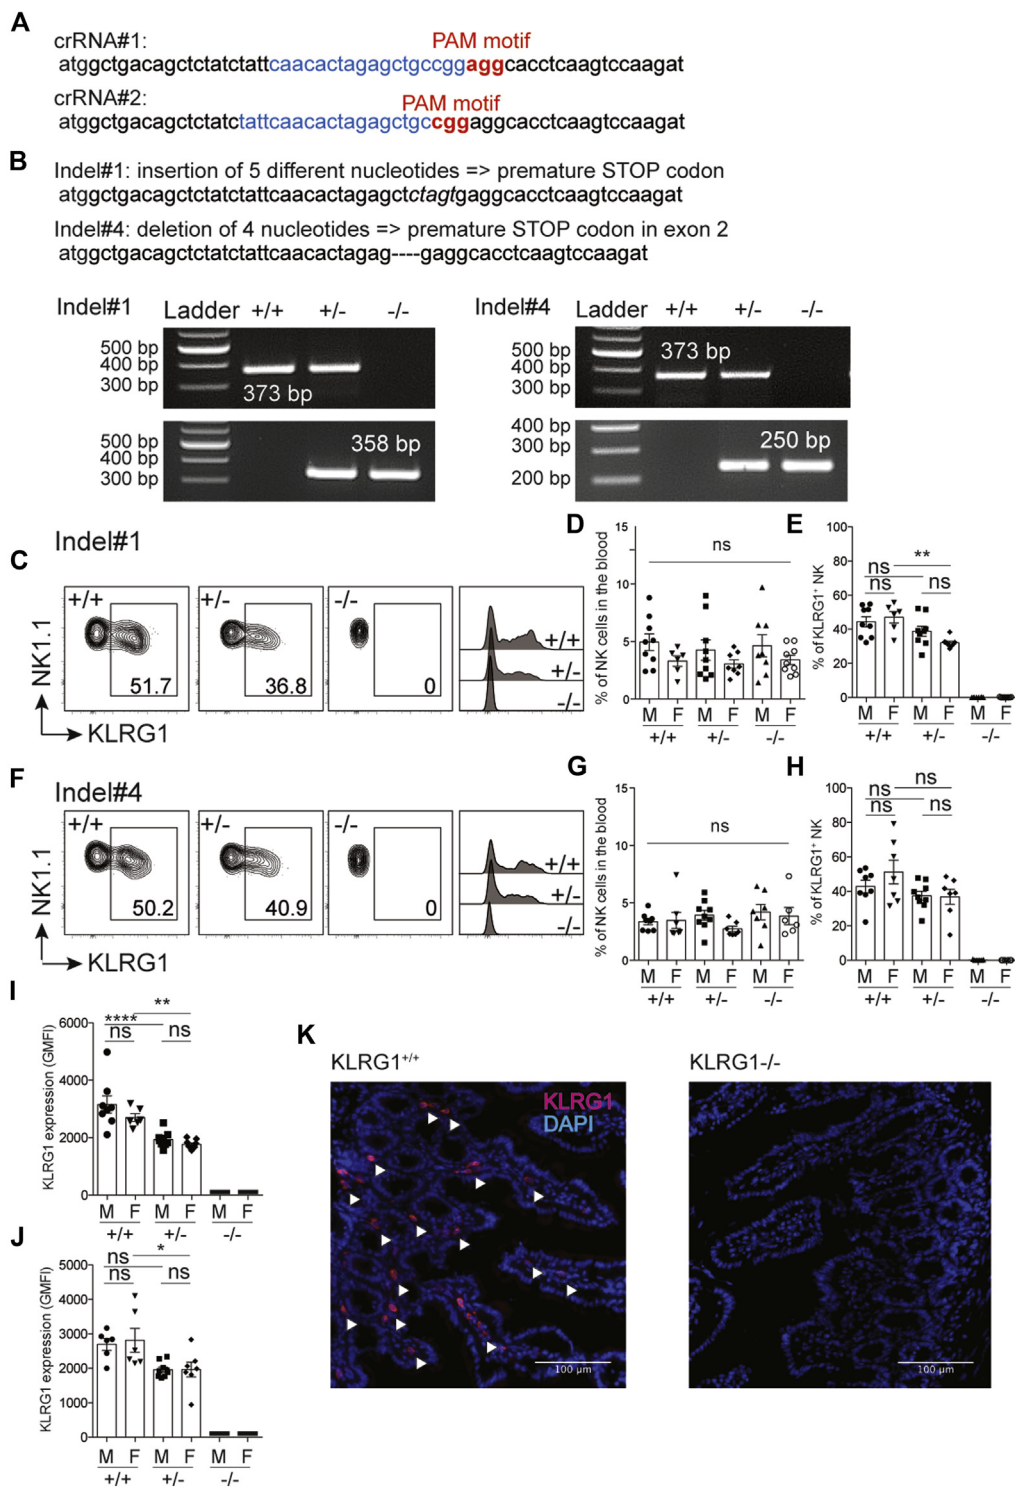 A
crRNA#1:
PAM motif
atggctgacagctctatctattcaacactagagctgccggaggcacctcaagtccaagat
crRNA#2:
PAM motif
atggctgacagctctatctattcaacactagagctgccggaggcacctcaagtccaagat
B
Indel#1: insertion of 5 different nucleotides => premature STOP codon
atggctgacagctctatctattcaacactagagctctagtgaggcacctcaagtccaagat
Indel#4: deletion of 4 nucleotides => premature STOP codon in exon 2
atggctgacagctctatctattcaacactagag----gaggcacctcaagtccaagat
Indel#1
Ladder +/+ +/- -/-
500 bp
400 bp
300 bp
373 bp
500 bp
400 bp
300 bp
358 bp
Indel#4
Ladder +/+ +/- -/-
500 bp
400 bp
300 bp
373 bp
400 bp
300 bp
200 bp
250 bp
C
Indel#1
NK1.1
KLRG1
+/+
51.7
+/-
36.8
-/-
0
+/+
+/-
-/-
D
% of NK cells in the blood
15
10
5
0
ns
M F M F M F
+/+ +/- -/-
E
% of KLRG1+ NK
100
80
60
40
20
0
**
ns
ns ns
M F M F M F
+/+ +/- -/-
F
Indel#4
NK1.1
KLRG1
+/+
50.2
+/-
40.9
-/-
0
+/+
+/-
-/-
G
% of NK cells in the blood
15
10
5
0
ns
M F M F M F
+/+ +/- -/-
H
% of KLRG1+ NK
100
80
60
40
20
0
ns
ns
ns ns
M F M F M F
+/+ +/- -/-
I
KLRG1 expression (GMFI)
6000
4000
2000
0
**
****
ns ns
M F M F M F
+/+ +/- -/-
J
KLRG1 expression (GMFI)
5000
4000
3000
2000
1000
0
*
ns
ns ns
M F M F M F
+/+ +/- -/-
K
KLRG1+/+
KLRG1
DAPI
100 µm
KLRG1-/-
100 µm